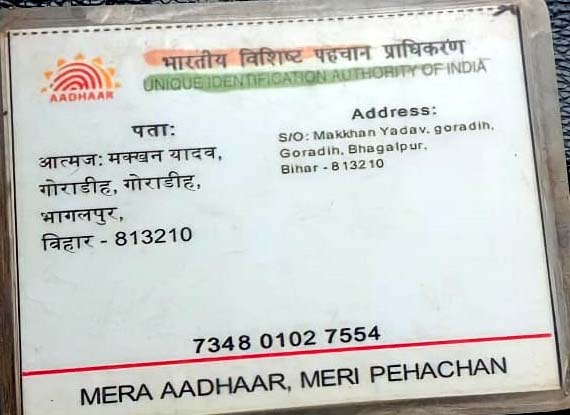 भारतीय विशिष्ट पहचान प्राधिकरण
UNIQUE IDENTIFICATION AUTHORITY OF INDIA
AADHAAR
पता:
आत्मज: मक्खन यादव,
गोराडीह, गोराडीह,
भागलपुर,
बिहार - 813210
Address:
S/O: Makkhan Yadav, goradih,
Goradih, Bhagalpur,
Bihar - 813210
7348 0102 7554
MERA AADHAAR, MERI PEHACHAN